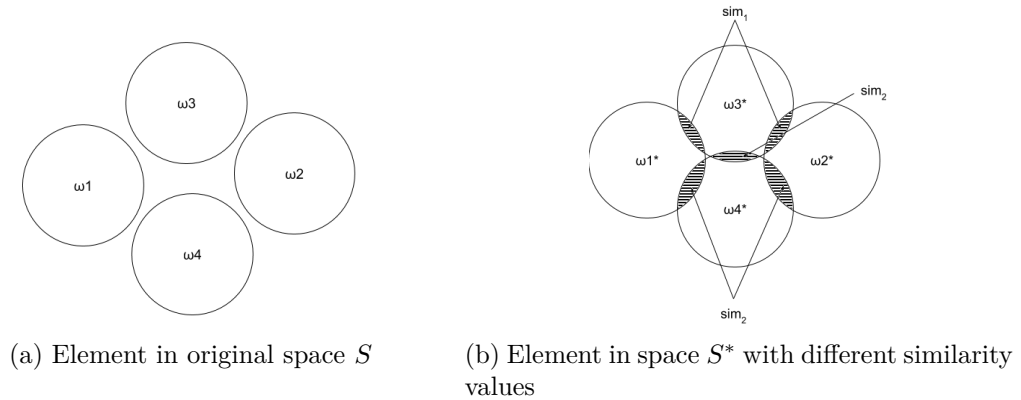 ω3
ω1
ω2
ω4
(a) Element in original space S
sim₁
sim₂
ω3*
ω1*
ω2*
ω4*
sim₂
(b) Element in space S* with different similarity
values